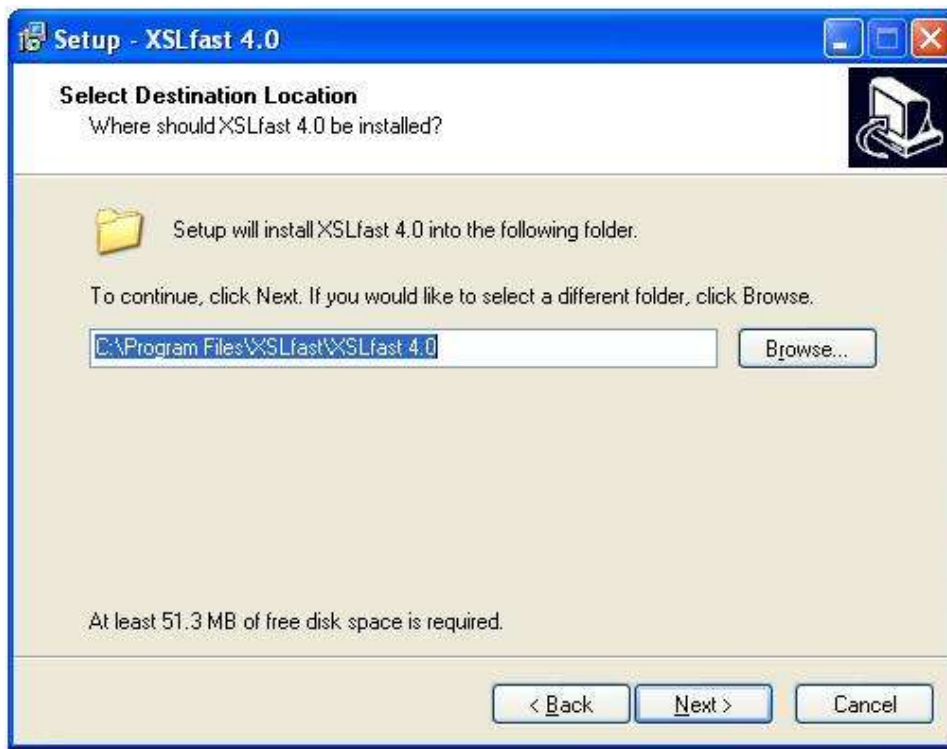 Setup - XSLfast 4.0
Select Destination Location
Where should XSLfast 4.0 be installed?
Setup will install XSLfast 4.0 into the following folder.
To continue, click Next. If you would like to select a different folder, click Browse.
C:\Program Files\XSLfast\XSLfast 4.0
Browse...
At least 51.3 MB of free disk space is required.
< Back
Next >
Cancel